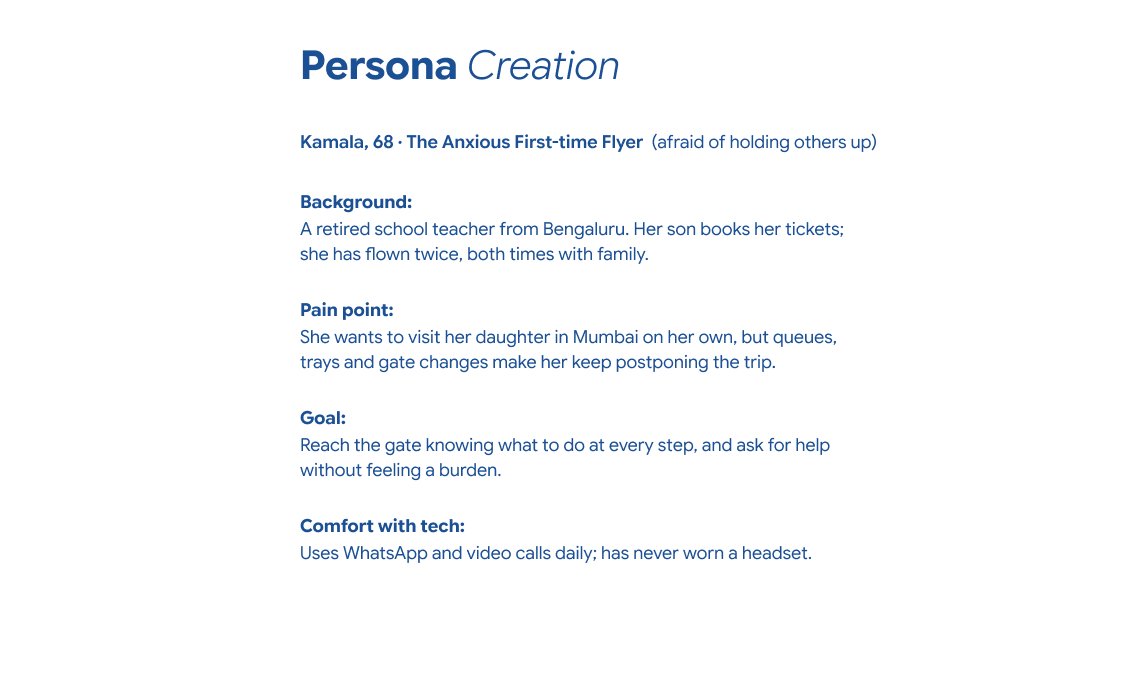 Persona Creation
Kamala, 68 · The Anxious First-time Flyer (afraid of holding others up)
Background:
A retired school teacher from Bengaluru. Her son books her tickets;
she has flown twice, both times with family.
Pain point:
She wants to visit her daughter in Mumbai on her own, but queues,
trays and gate changes make her keep postponing the trip.
Goal:
Reach the gate knowing what to do at every step, and ask for help
without feeling a burden.
Comfort with tech:
Uses WhatsApp and video calls daily; has never worn a headset.